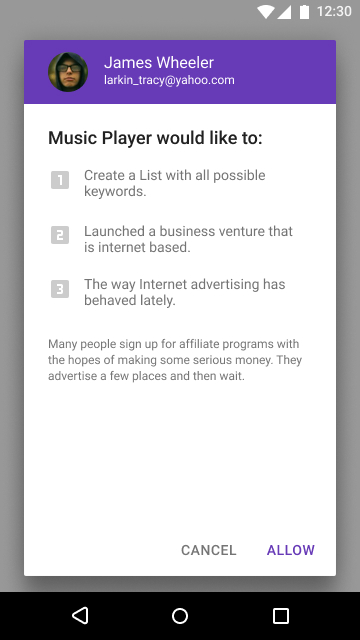 12:30
James Wheeler
larkin_tracy@yahoo.com
Music Player would like to:
1 Create a List with all possible
keywords.
2 Launched a business venture that
is internet based.
3 The way Internet advertising has
behaved lately.
Many people sign up for affiliate programs with
the hopes of making some serious money. They
advertise a few places and then wait.
CANCEL ALLOW